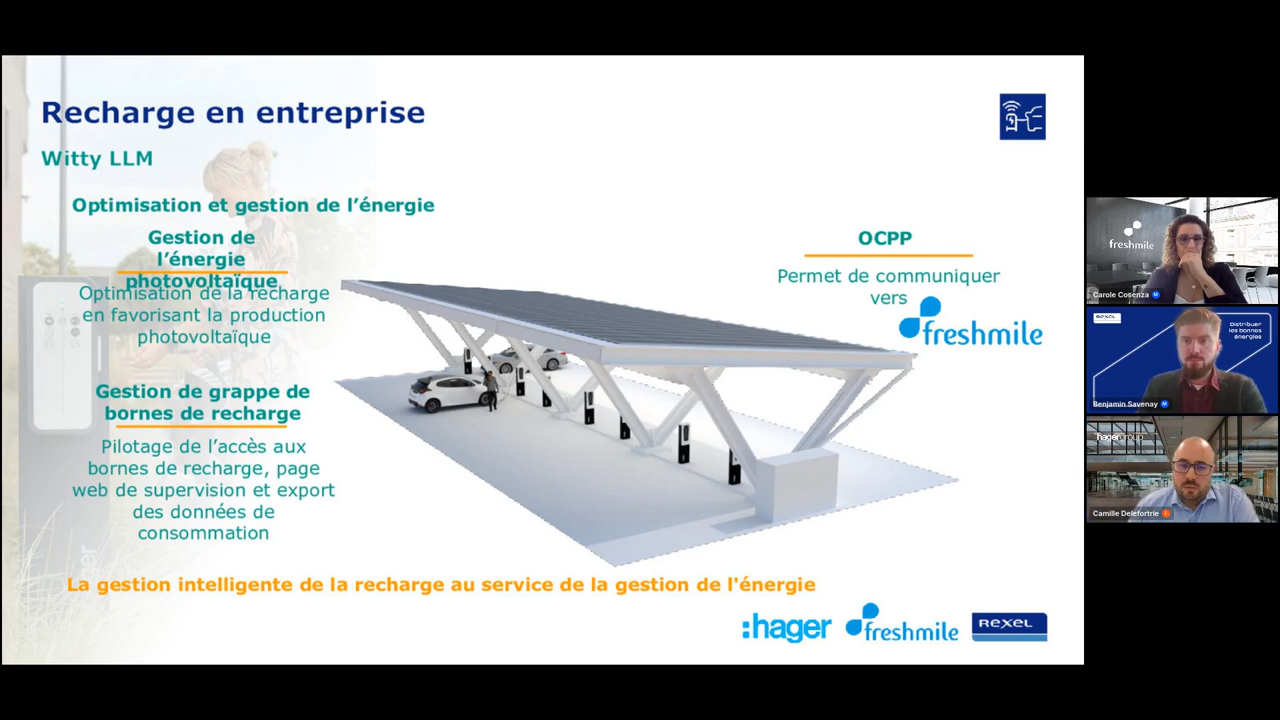 Recharge en entreprise
Witty LLM
Optimisation et gestion de l’énergie
Gestion de
l’énergie
photovoltaïque
Optimisation de la recharge
en favorisant la production
photovoltaïque
Gestion de grappe de
bornes de recharge
Pilotage de l’accès aux
bornes de recharge, page
web de supervision et export
des données de
consommation
OCPP
Permet de communiquer
vers
freshmile
La gestion intelligente de la recharge au service de la gestion de l'énergie
:hager
freshmile
REXEL
freshmile
Carole Cosenza
REXEL
Distribuer
les bonnes
énergies
Benjamin Savenay
hagergroup
Camille Delefortrie